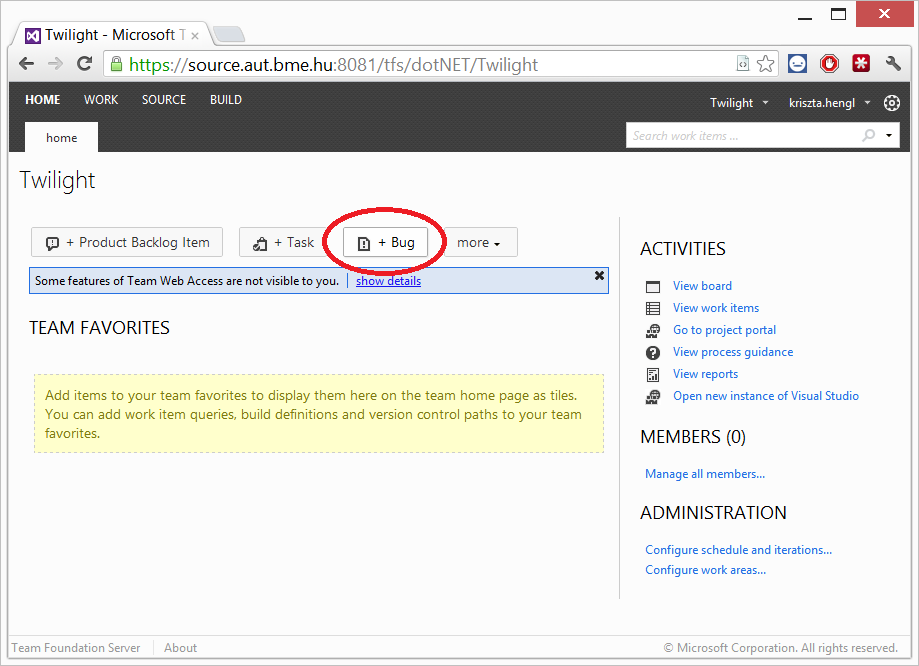 Twilight - Microsoft T
https://source.aut.bme.hu:8081/tfs/dotNET/Twilight
HOME WORK SOURCE BUILD
Twilight kriszta.hengl
home
Search work items ...
Twilight
+ Product Backlog Item + Task + Bug more
Some features of Team Web Access are not visible to you. show details
TEAM FAVORITES
Add items to your team favorites to display them here on the team home page as tiles.
You can add work item queries, build definitions and version control paths to your team
favorites.
ACTIVITIES
View board
View work items
Go to project portal
View process guidance
View reports
Open new instance of Visual Studio
MEMBERS (0)
Manage all members...
ADMINISTRATION
Configure schedule and iterations...
Configure work areas...
Team Foundation Server About
© Microsoft Corporation. All rights reserved.